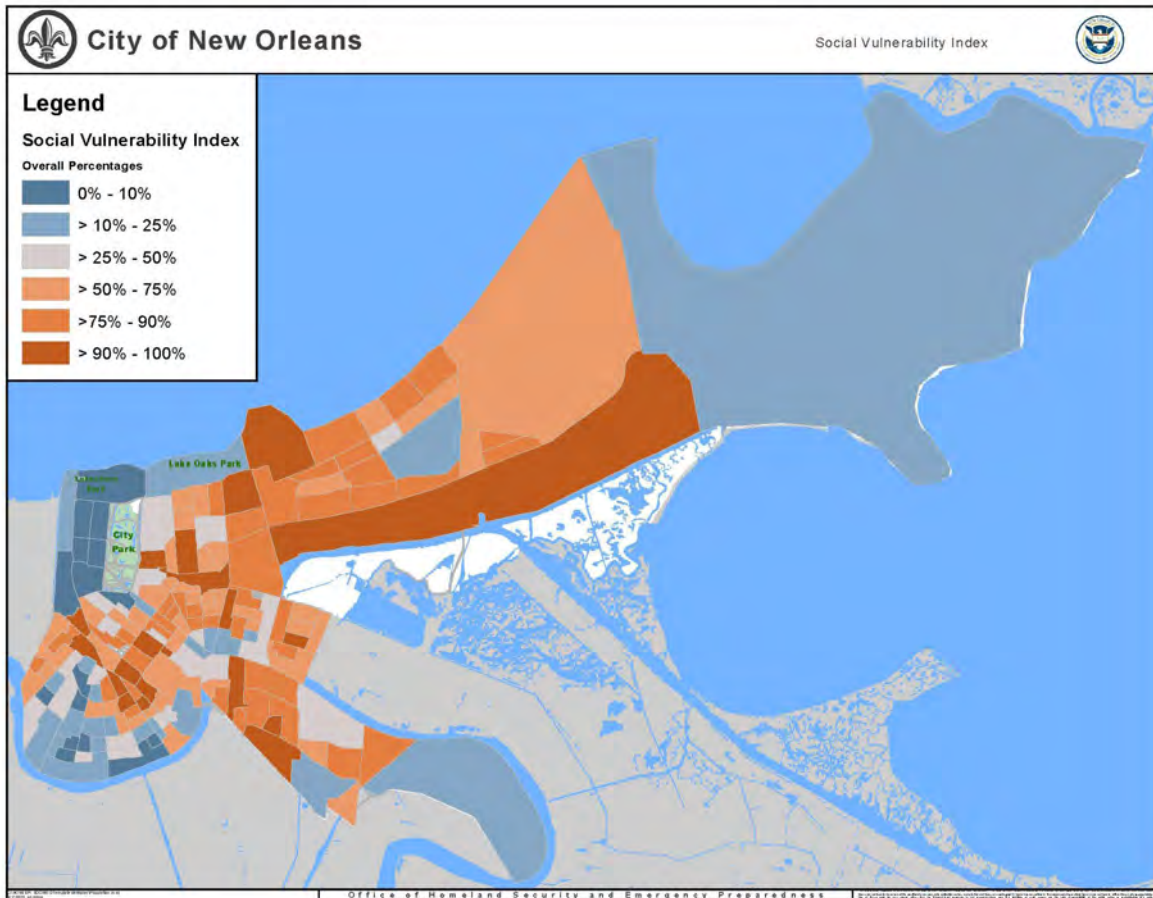 City of New Orleans
Social Vulnerability Index
Legend
Social Vulnerability Index
Overall Percentages
0% - 10%
> 10% - 25%
> 25% - 50%
> 50% - 75%
>75% - 90%
> 90% - 100%
Lake Oaks Park
City
Park
Office of Homeland Security and Emergency Preparedness